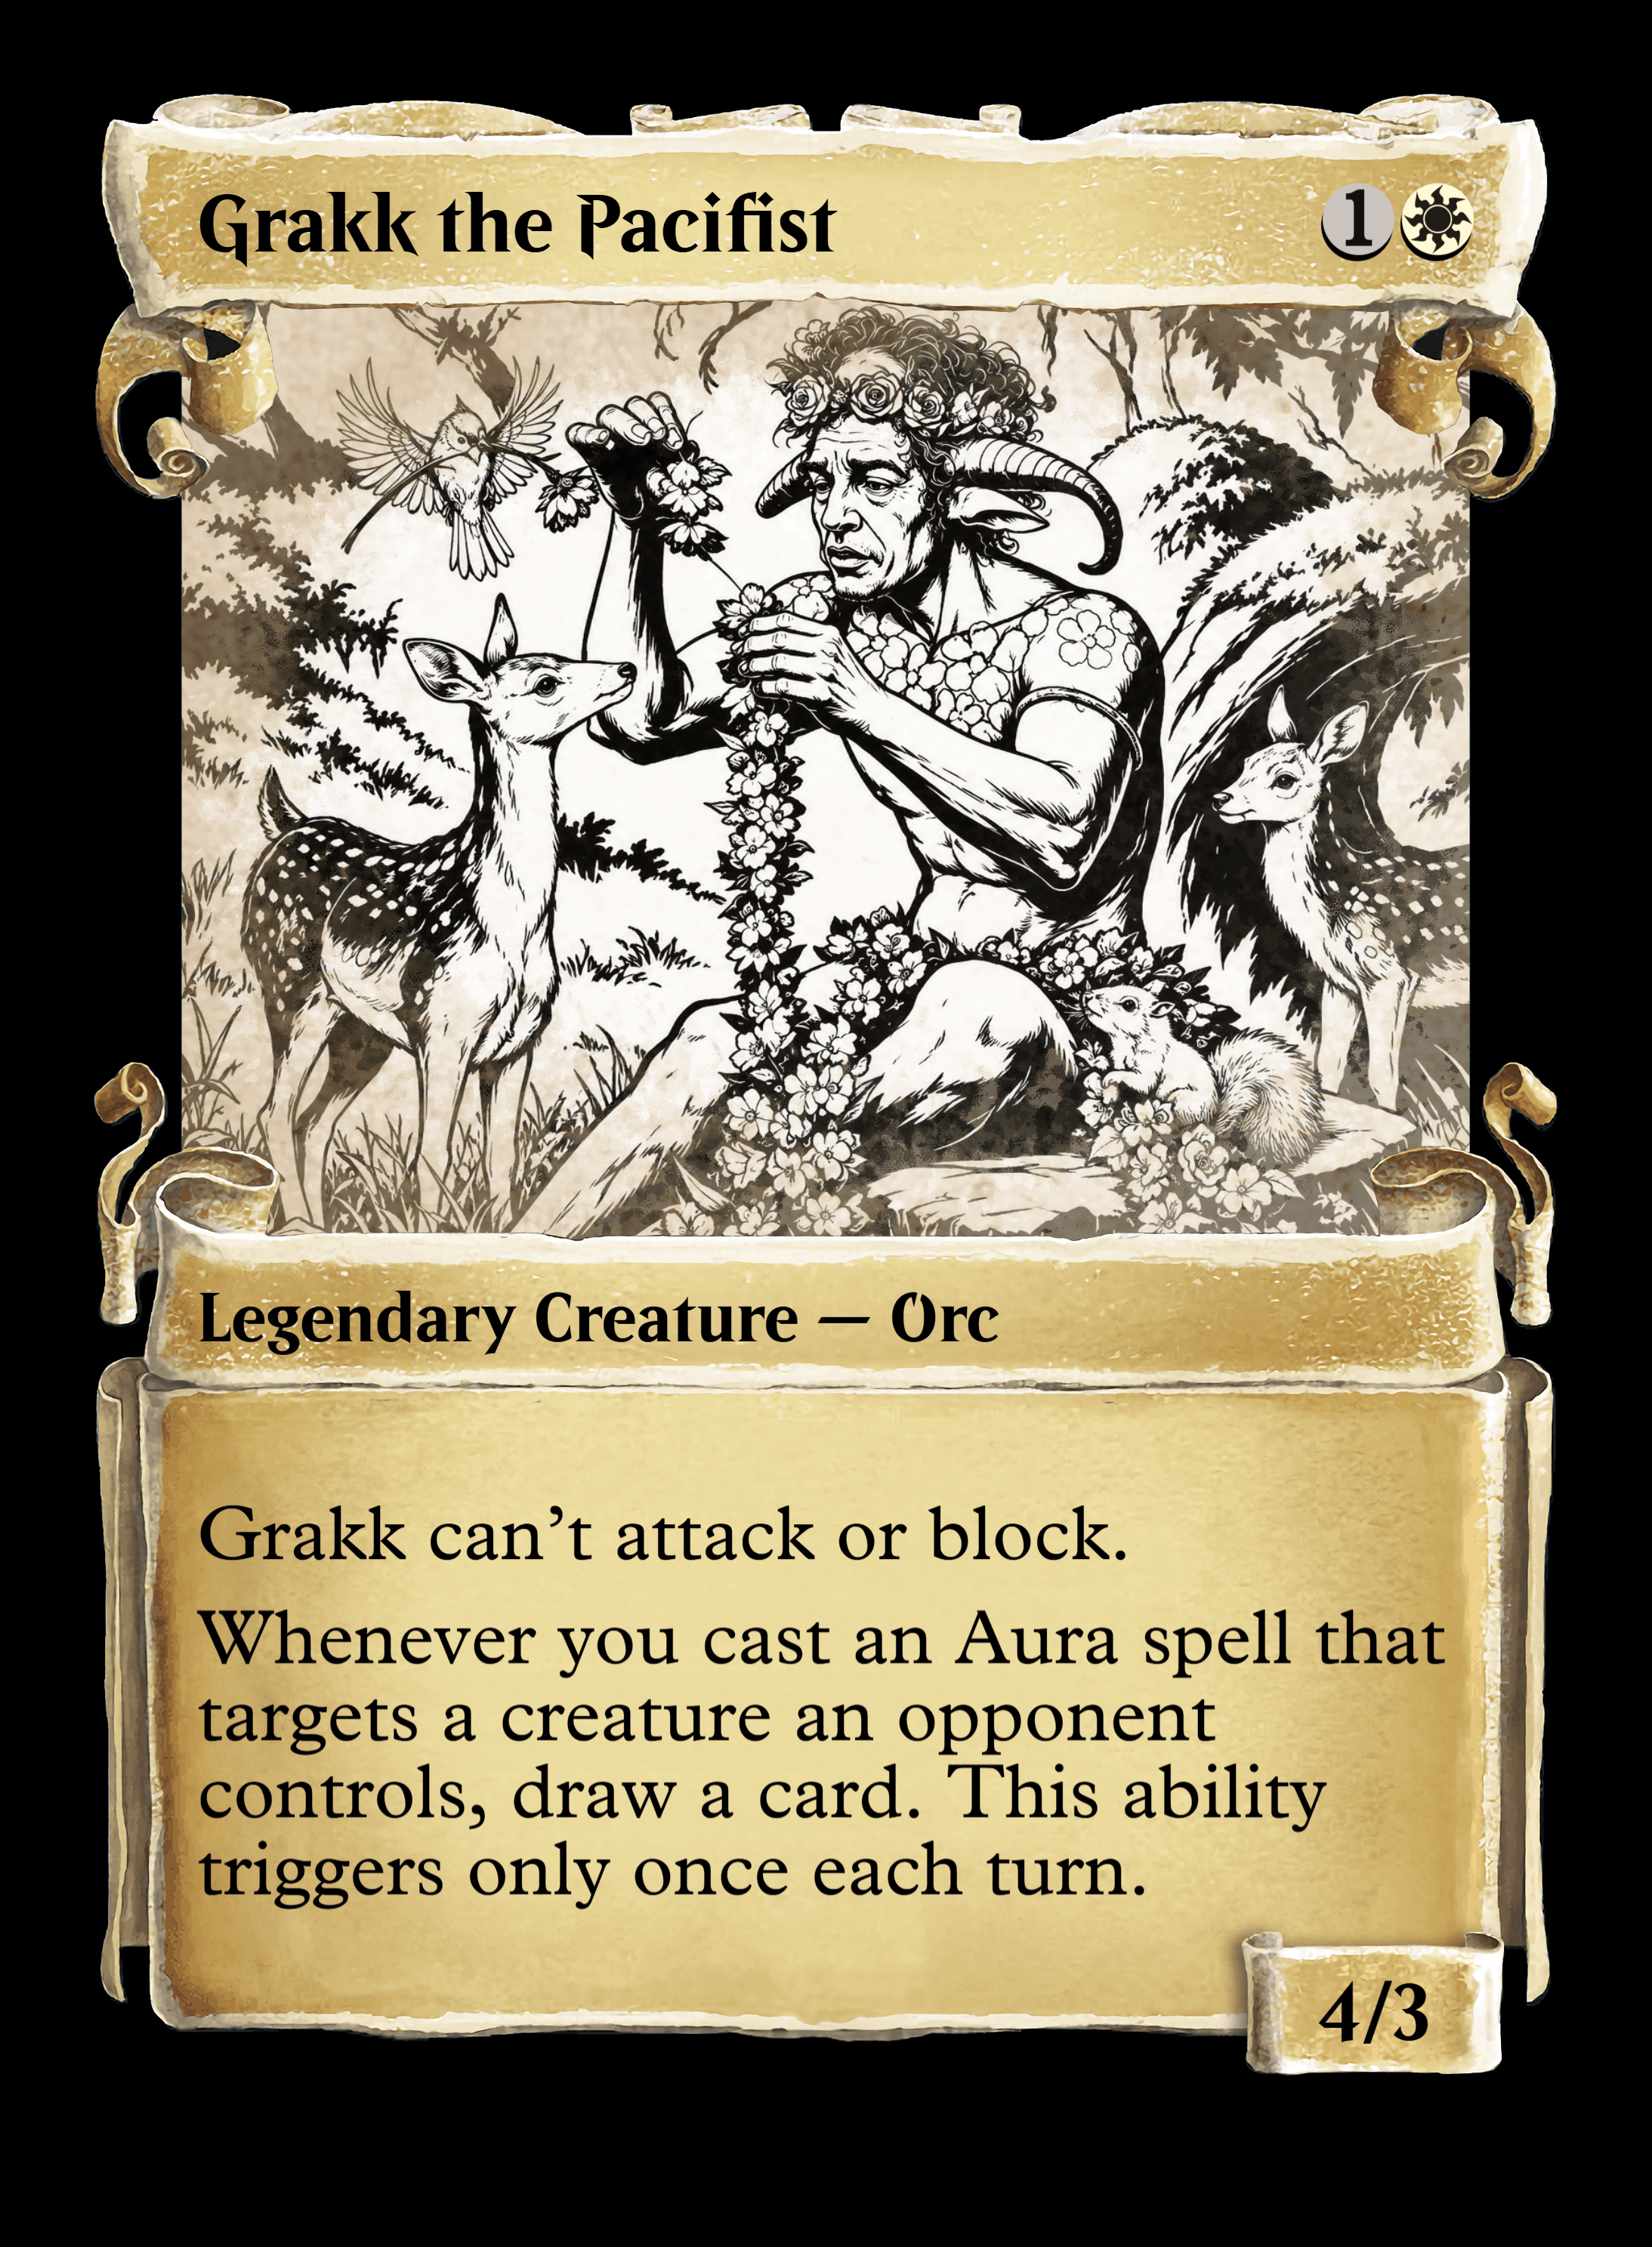 Grakk the Pacifist 1
Legendary Creature — Orc
Grakk can’t attack or block.
Whenever you cast an Aura spell that
targets a creature an opponent
controls, draw a card. This ability
triggers only once each turn.
4/3